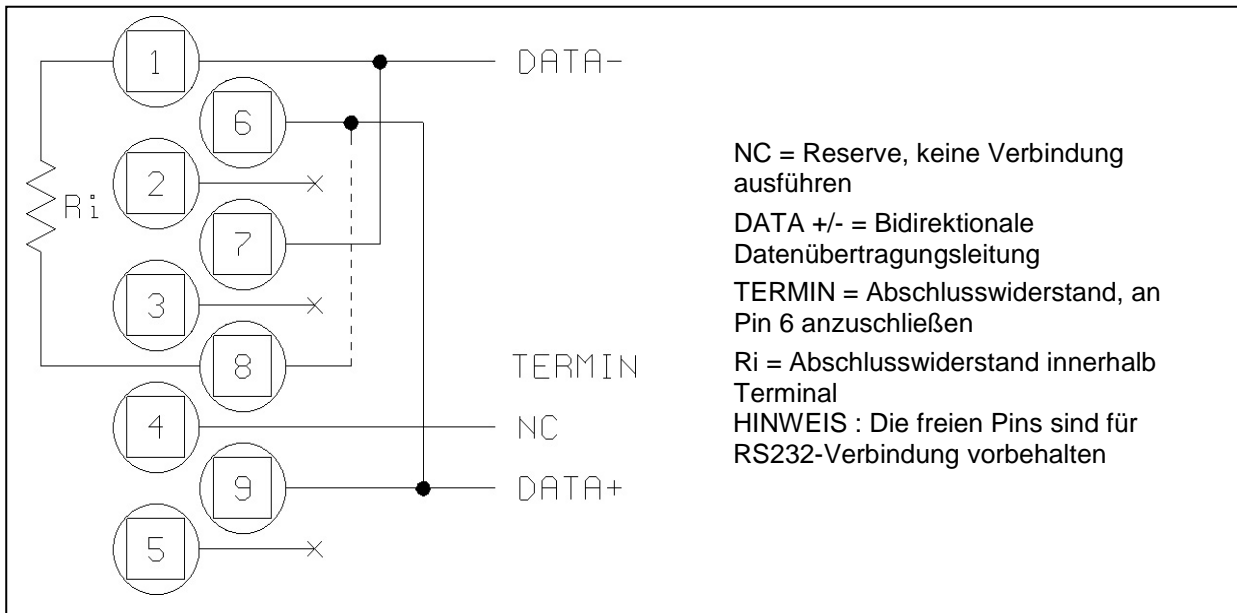 1
DATA-
6
2
Ri
7
3
8
TERMIN
4
NC
9
DATA+
5
NC = Reserve, keine Verbindung
ausführen
DATA +/- = Bidirektionale
Datenübertragungsleitung
TERMIN = Abschlusswiderstand, an
Pin 6 anzuschließen
Ri = Abschlusswiderstand innerhalb
Terminal
HINWEIS : Die freien Pins sind für
RS232-Verbindung vorbehalten